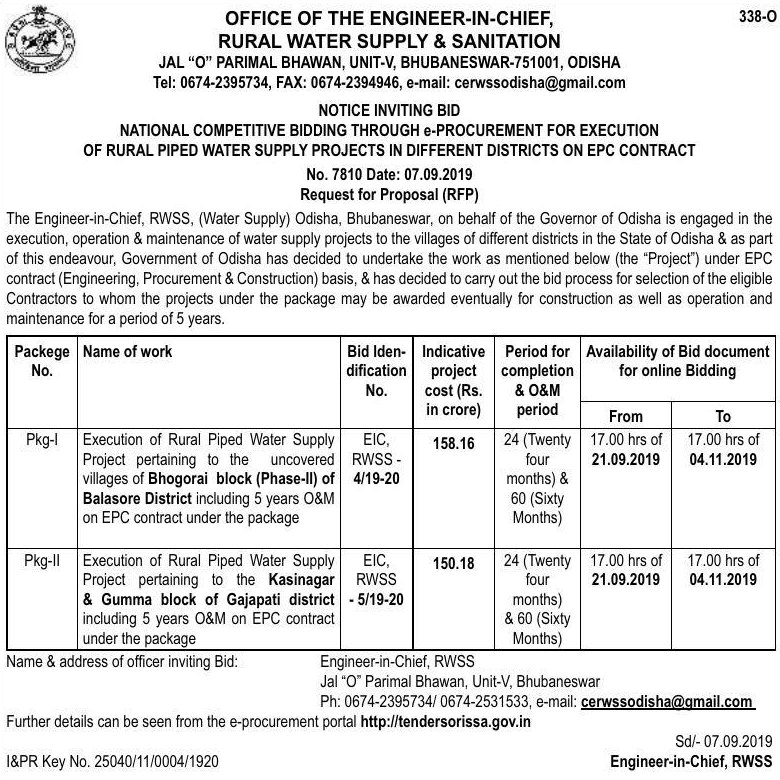 338-O
OFFICE OF THE ENGINEER-IN-CHIEF,
RURAL WATER SUPPLY & SANITATION
JAL “O” PARIMAL BHAWAN, UNIT-V, BHUBANESWAR-751001, ODISHA
Tel: 0674-2395734, FAX: 0674-2394946, e-mail: cerwssodisha@gmail.com
NOTICE INVITING BID
NATIONAL COMPETITIVE BIDDING THROUGH e-PROCUREMENT FOR EXECUTION
OF RURAL PIPED WATER SUPPLY PROJECTS IN DIFFERENT DISTRICTS ON EPC CONTRACT
No. 7810 Date: 07.09.2019
Request for Proposal (RFP)
The Engineer-in-Chief, RWSS, (Water Supply) Odisha, Bhubaneswar, on behalf of the Governor of Odisha is engaged in the
execution, operation & maintenance of water supply projects to the villages of different districts in the State of Odisha & as part
of this endeavour, Government of Odisha has decided to undertake the work as mentioned below (the “Project”) under EPC
contract (Engineering, Procurement & Construction) basis, & has decided to carry out the bid process for selection of the eligible
Contractors to whom the projects under the package may be awarded eventually for construction as well as operation and
maintenance for a period of 5 years.
Packege
No.
Name of work
Bid Iden-
dification
No.
Indicative
project
cost (Rs.
in crore)
Period for
completion
& O&M
period
Availability of Bid document
for online Bidding
From
To
Pkg-I
Execution of Rural Piped Water Supply
Project pertaining to the uncovered
villages of Bhogorai block (Phase-II) of
Balasore District including 5 years O&M
on EPC contract under the package
EIC,
RWSS -
4/19-20
158.16
24 (Twenty
four
months) &
60 (Sixty
Months)
17.00 hrs of
21.09.2019
17.00 hrs of
04.11.2019
Pkg-II
Execution of Rural Piped Water Supply
Project pertaining to the Kasinagar
& Gumma block of Gajapati district
including 5 years O&M on EPC contract
under the package
EIC,
RWSS
- 5/19-20
150.18
24 (Twenty
four
months)
& 60 (Sixty
Months)
17.00 hrs of
21.09.2019
17.00 hrs of
04.11.2019
Name & address of officer inviting Bid:
Engineer-in-Chief, RWSS
Jal “O” Parimal Bhawan, Unit-V, Bhubaneswar
Ph: 0674-2395734/ 0674-2531533, e-mail: cerwssodisha@gmail.com
Further details can be seen from the e-procurement portal http://tendersorissa.gov.in
Sd/- 07.09.2019
I&PR Key No. 25040/11/0004/1920
Engineer-in-Chief, RWSS